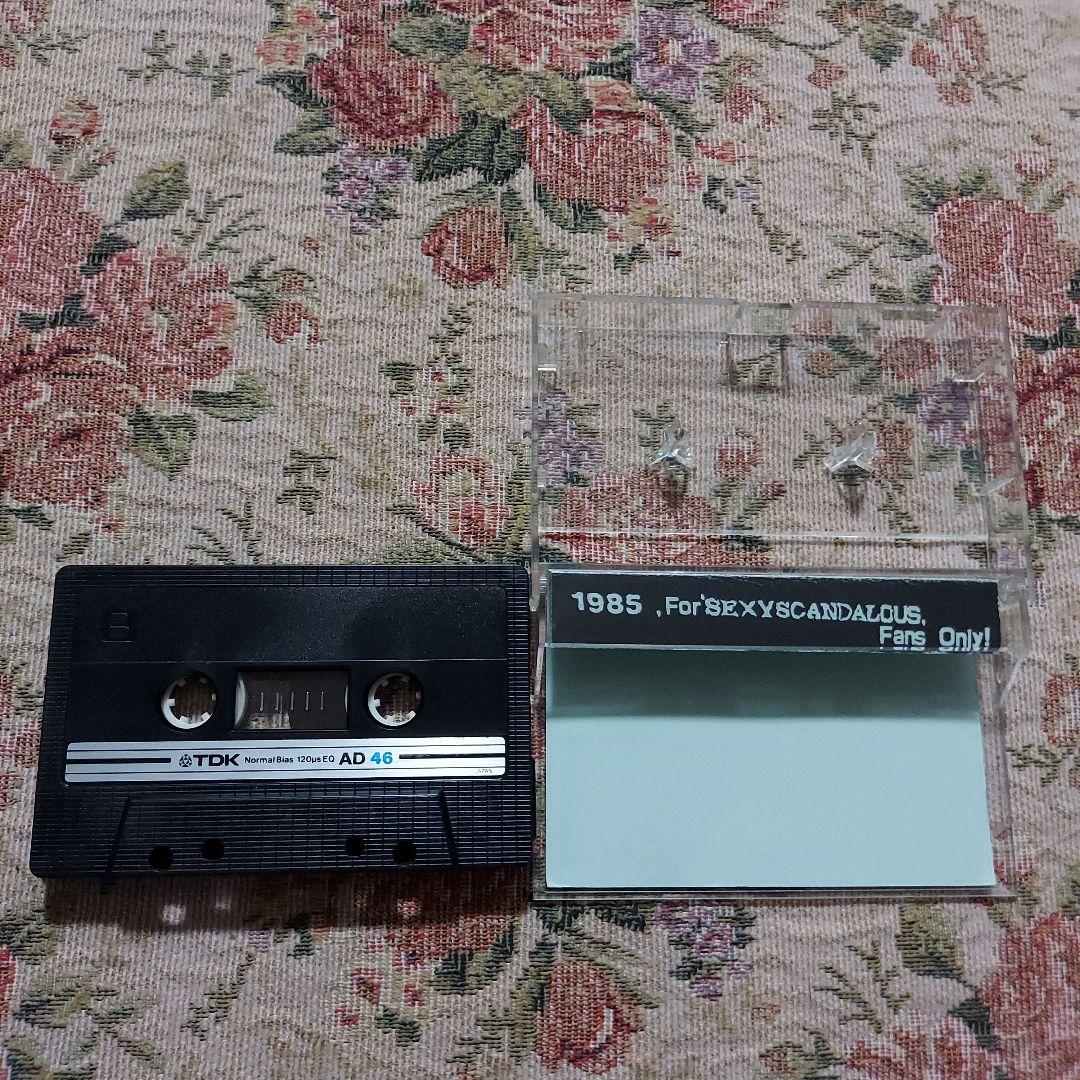 B
TDK Normal Bias 120μs EQ AD 46
JAPAN
1985 ,For'SEXYSCANDALOUS,
Fans Only!